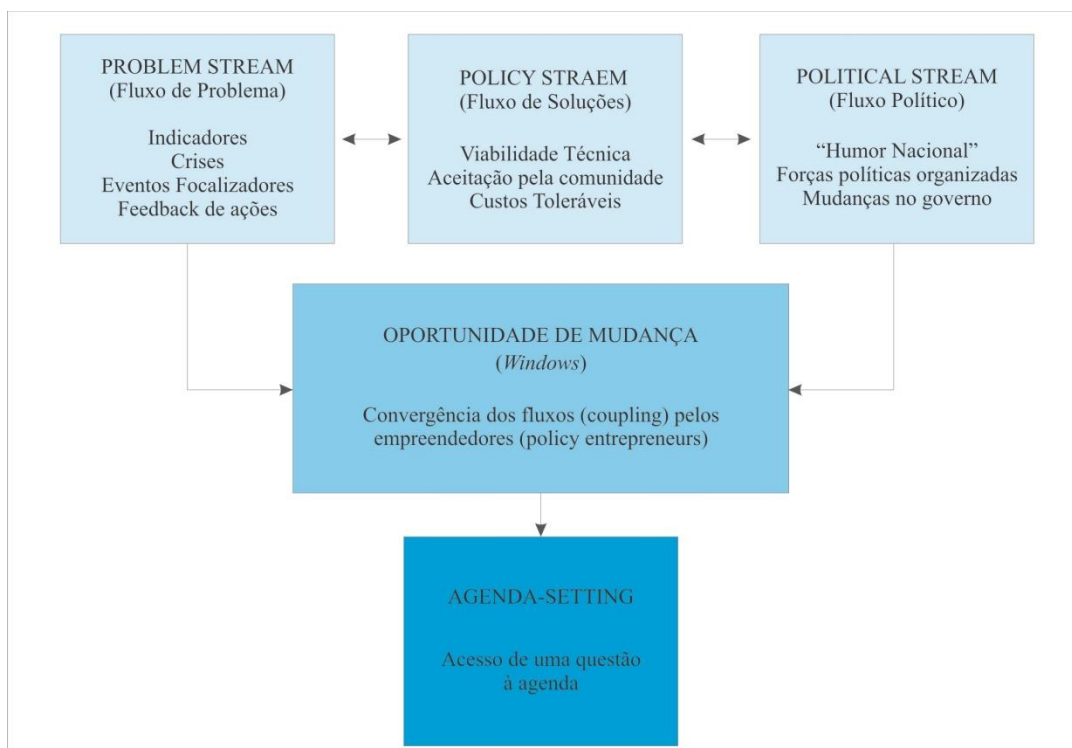 PROBLEM STREAM
(Fluxo de Problema)
Indicadores
Crises
Eventos Focalizadores
Feedback de ações
POLICY STRAEM
(Fluxo de Soluções)
Viabilidade Técnica
Aceitação pela comunidade
Custos Toleráveis
POLITICAL STREAM
(Fluxo Político)
“Humor Nacional”
Forças políticas organizadas
Mudanças no governo
OPORTUNIDADE DE MUDANÇA
(Windows)
Convergência dos fluxos (coupling) pelos
empreendedores (policy entrepreneurs)
AGENDA-SETTING
Acesso de uma questão
à agenda